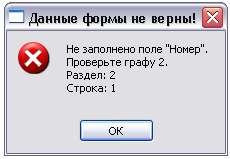 Данные формы не верны!
Не заполнено поле "Номер".
Проверьте графу 2.
Раздел: 2
Строка: 1
OK